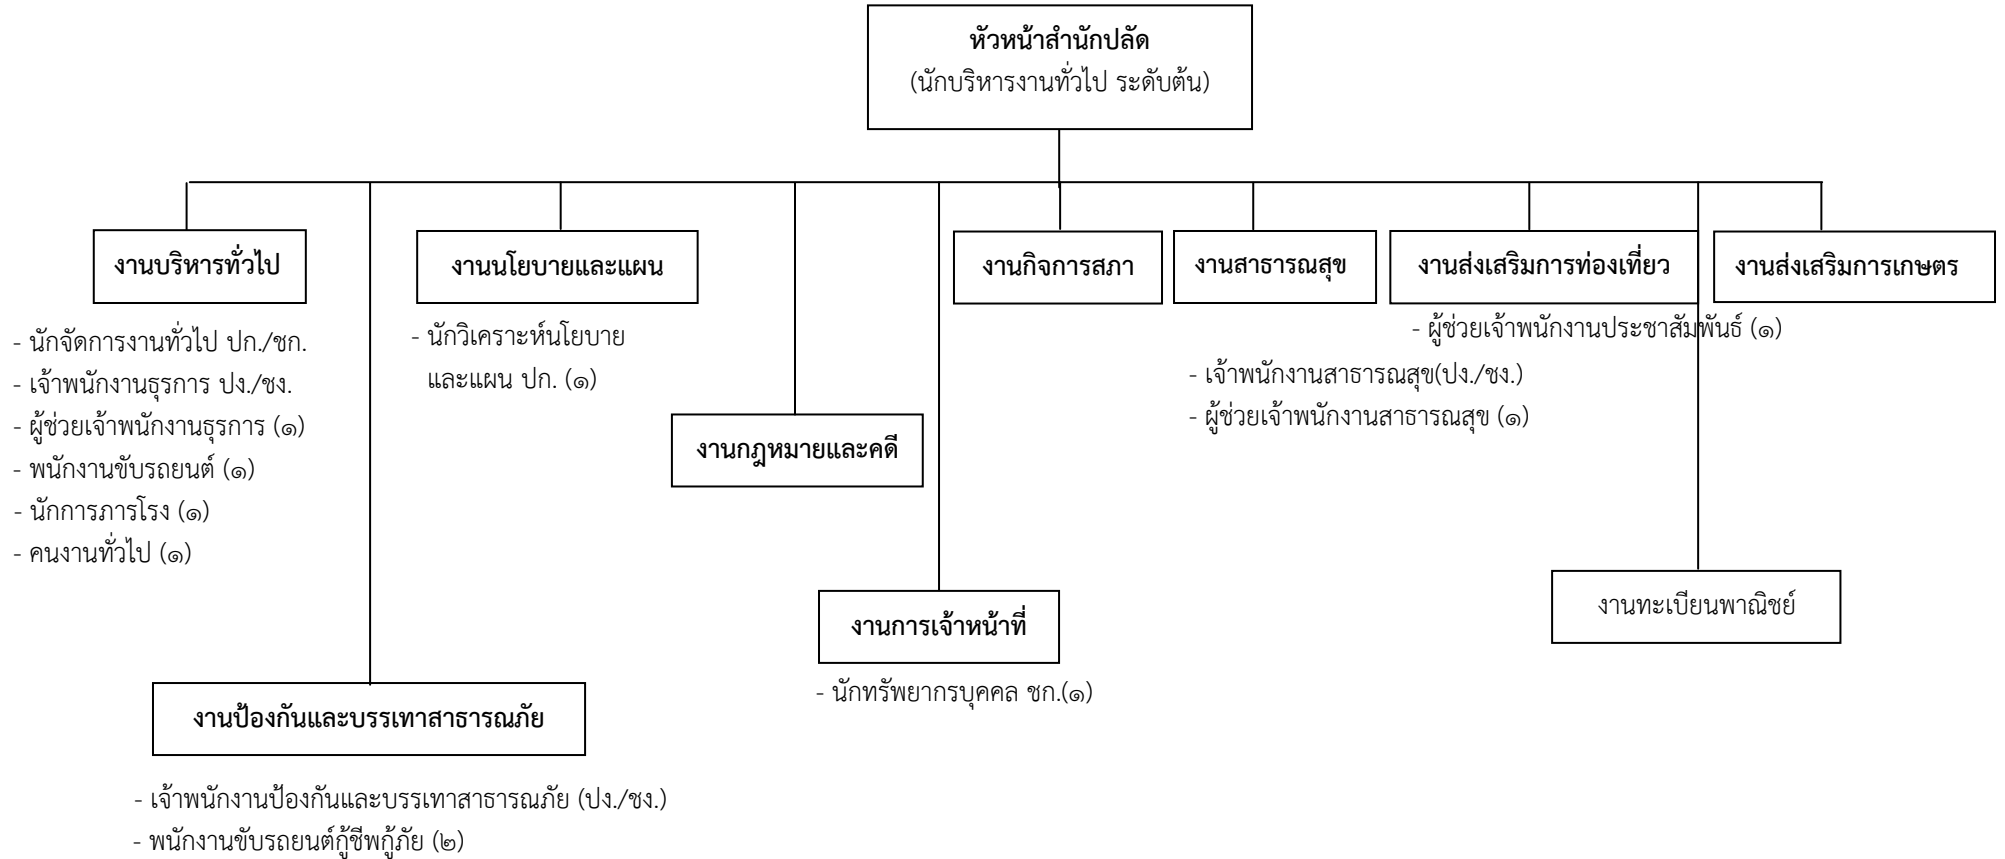 หัวหน้าสำนักปลัด
(นักบริหารงานทั่วไป ระดับต้น)
งานบริหารทั่วไป
- นักจัดการงานทั่วไป ปก./ชก.
- เจ้าพนักงานธุรการ ปง./ชง.
- ผู้ช่วยเจ้าพนักงานธุรการ (๑)
- พนักงานขับรถยนต์ (๑)
- นักการภารโรง (๑)
- คนงานทั่วไป (๑)
งานป้องกันและบรรเทาสาธารณภัย
- เจ้าพนักงานป้องกันและบรรเทาสาธารณภัย (ปง./ชง.)
- พนักงานขับรถยนต์กู้ชีพกู้ภัย (๒)
งานนโยบายและแผน
- นักวิเคราะห์นโยบาย
และแผน ปก. (๑)
งานกฎหมายและคดี
งานการเจ้าหน้าที่
- นักทรัพยากรบุคคล ชก.(๑)
งานกิจการสภา
งานสาธารณสุข
- เจ้าพนักงานสาธารณสุข(ปง./ชง.)
- ผู้ช่วยเจ้าพนักงานสาธารณสุข (๑)
งานส่งเสริมการท่องเที่ยว
- ผู้ช่วยเจ้าพนักงานประชาสัมพันธ์ (๑)
งานทะเบียนพาณิชย์
งานส่งเสริมการเกษตร